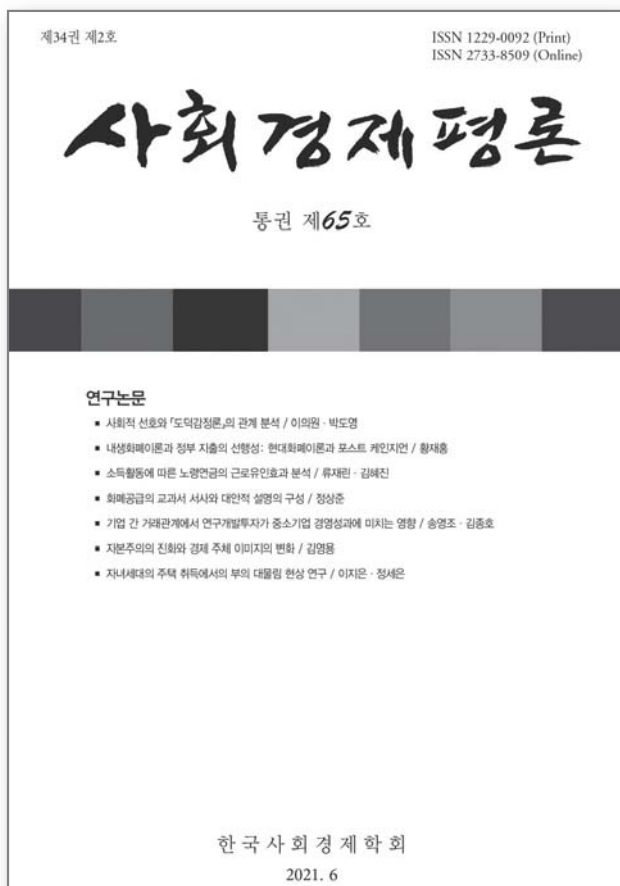 제34권 제2호
ISSN 1229-0092 (Print)
ISSN 2733-8509 (Online)
사회경제평론
통권 제65호
연구논문
▪ 사회적 선호와 『도덕감정론』의 관계 분석 / 이의원 · 박도영
▪ 내생화폐이론과 정부 지출의 선행성: 현대화폐이론과 포스트 케인지언 / 황재홍
▪ 소득활동에 따른 노령연금의 근로유인효과 분석 / 류재린 · 김혜진
▪ 화폐공급의 교과서 서사와 대안적 설명의 구성 / 정상준
▪ 기업 간 거래관계에서 연구개발투자가 중소기업 경영성과에 미치는 영향 / 송영조 · 김종호
▪ 자본주의의 진화와 경제 주체 이미지의 변화 / 김영용
▪ 자녀세대의 주택 취득에서의 부의 대물림 현상 연구 / 이지은 · 정세은
한국사회경제학회
2021. 6